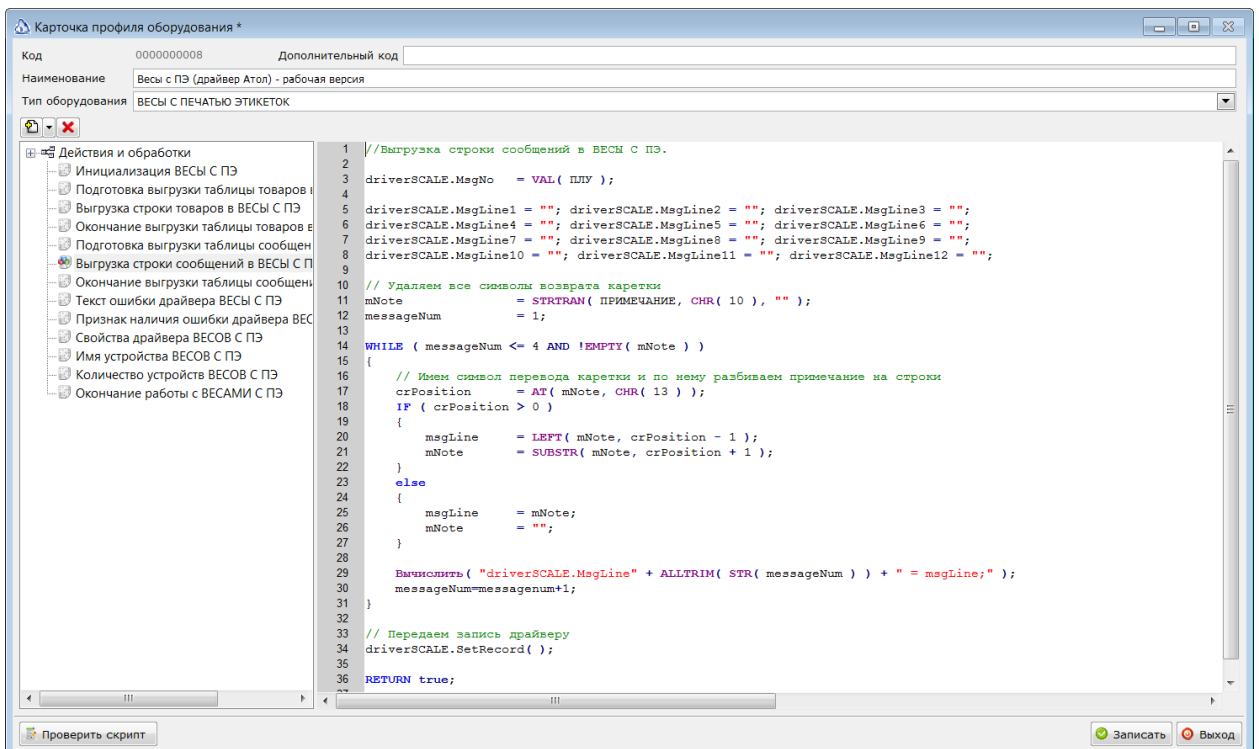 Карточка профиля оборудования *
Код 0000000008 Дополнительный код
Наименование Весы с ПЭ (драйвер Атол) - рабочая версия
Тип оборудования ВЕСЫ С ПЕЧАТЬЮ ЭТИКЕТОК
Действия и обработки
Инициализация ВЕСЫ С ПЭ
Подготовка выгрузки таблицы товаров в
Выгрузка строки товаров в ВЕСЫ С ПЭ
Окончание выгрузки таблицы товаров в
Подготовка выгрузки таблицы сообщен
Выгрузка строки сообщений в ВЕСЫ С П
Окончание выгрузки таблицы сообщени
Текст ошибки драйвера ВЕСЫ С ПЭ
Признак наличия ошибки драйвера ВЕС
Свойства драйвера ВЕСОВ С ПЭ
Имя устройства ВЕСОВ С ПЭ
Количество устройств ВЕСОВ С ПЭ
Окончание работы с ВЕСАМИ С ПЭ
1 //Выгрузка строки сообщений в ВЕСЫ С ПЭ.
2
3 driverSCALE.MsgNo = VAL( ПЛУ );
4
5 driverSCALE.MsgLine1 = ""; driverSCALE.MsgLine2 = ""; driverSCALE.MsgLine3 = "";
6 driverSCALE.MsgLine4 = ""; driverSCALE.MsgLine5 = ""; driverSCALE.MsgLine6 = "";
7 driverSCALE.MsgLine7 = ""; driverSCALE.MsgLine8 = ""; driverSCALE.MsgLine9 = "";
8 driverSCALE.MsgLine10 = ""; driverSCALE.MsgLine11 = ""; driverSCALE.MsgLine12 = "";
9
10 // Удаляем все символы возврата каретки
11 mNote = STRTRAN( ПРИМЕЧАНИЕ, CHR( 10 ), "" );
12 messageNum = 1;
13
14 WHILE ( messageNum <= 4 AND !EMPTY( mNote ) )
15 {
16 // Имем символ перевода каретки и по нему разбиваем примечание на строки
17 crPosition = AT( mNote, CHR( 13 ) );
18 IF ( crPosition > 0 )
19 {
20 msgLine = LEFT( mNote, crPosition - 1 );
21 mNote = SUBSTR( mNote, crPosition + 1 );
22 }
23 else
24 {
25 msgLine = mNote;
26 mNote = "";
27 }
28
29 Вычислить( "driverSCALE.MsgLine" + ALLTRIM( STR( messageNum ) ) + " = msgLine;" );
30 messageNum=messagenum+1;
31 }
32
33 // Передаем запись драйверу
34 driverSCALE.SetRecord( );
35
36 RETURN true;
Проверить скрипт Записать Выход